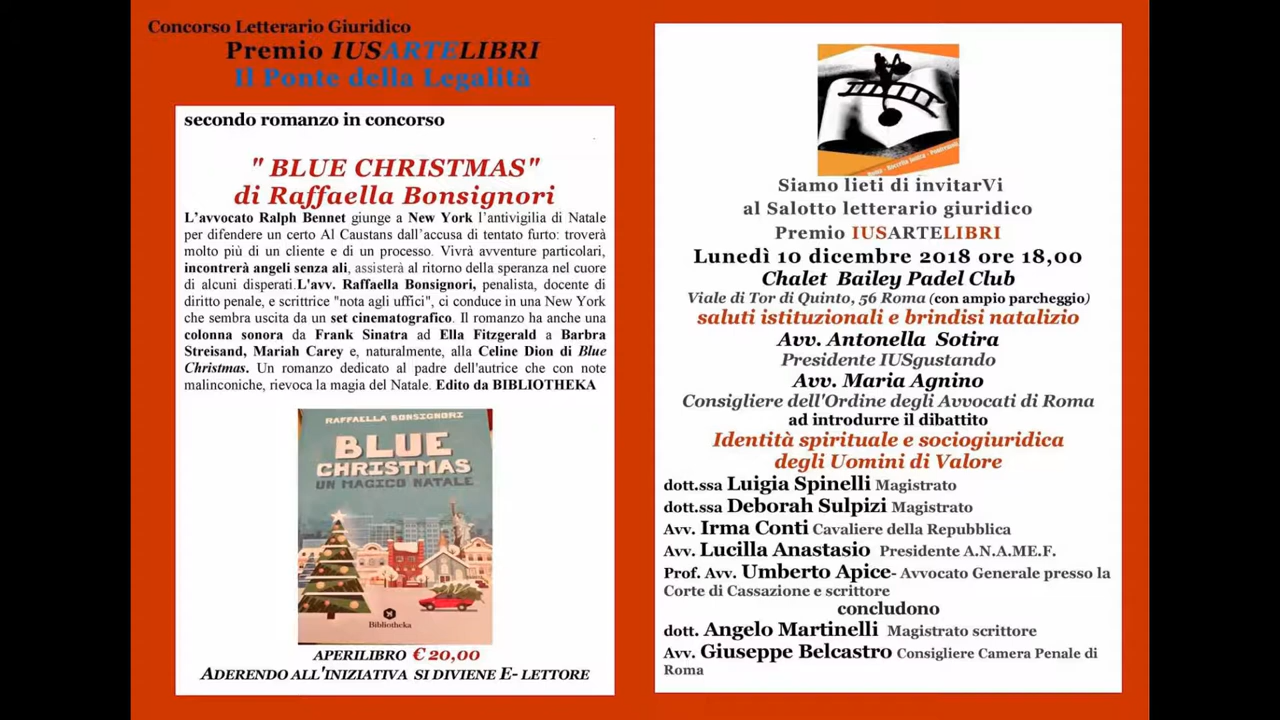 Concorso Letterario Giuridico
Premio IUSARTELIBRI
Il Ponte della Legalità
secondo romanzo in concorso
" BLUE CHRISTMAS"
di Raffaella Bonsignori
L'avvocato Ralph Bennet giunge a New York l'antivigilia di Natale
per difendere un certo Al Caustans dall'accusa di tentato furto: troverà
molto più di un cliente e di un processo. Vivrà avventure particolari,
incontrerà angeli senza ali, assisterà al ritorno della speranza nel cuore
di alcuni disperati.L'avv. Raffaella Bonsignori, penalista, docente di
diritto penale, e scrittrice "nota agli uffici", ci conduce in una New York
che sembra uscita da un set cinematografico. Il romanzo ha anche una
colonna sonora da Frank Sinatra ad Ella Fitzgerald a Barbra
Streisand, Mariah Carey e, naturalmente, alla Celine Dion di Blue
Christmas. Un romanzo dedicato al padre dell'autrice che con note
malinconiche, rievoca la magia del Natale. Edito da BIBLIOTHEKA
RAFFAELLA BONSIGNORI
BLUE
CHRISTMAS
UN MAGICO NATALE
Bibliotheka
APERILIBRO € 20,00
ADERENDO ALL'INIZIATIVA SI DIVIENE E- LETTORE
Siamo lieti di invitarVi
al Salotto letterario giuridico
Premio IUSARTELIBRI
Lunedì 10 dicembre 2018 ore 18,00
Chalet Bailey Padel Club
Viale di Tor di Quinto, 56 Roma (con ampio parcheggio)
saluti istituzionali e brindisi natalizio
Avv. Antonella Sotira
Presidente IUSgustando
Avv. Maria Agnino
Consigliere dell'Ordine degli Avvocati di Roma
ad introdurre il dibattito
Identità spirituale e sociogiuridica
degli Uomini di Valore
dott.ssa Luigia Spinelli Magistrato
dott.ssa Deborah Sulpizi Magistrato
Avv. Irma Conti Cavaliere della Repubblica
Avv. Lucilla Anastasio Presidente A.N.A.ME.F.
Prof. Avv. Umberto Apice- Avvocato Generale presso la
Corte di Cassazione e scrittore
concludono
dott. Angelo Martinelli Magistrato scrittore
Avv. Giuseppe Belcastro Consigliere Camera Penale di
Roma